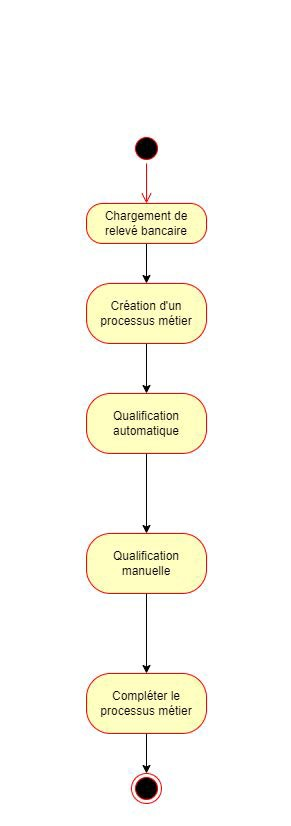 Chargement de
relevé bancaire
Création d'un
processus métier
Qualification
automatique
Qualification
manuelle
Compléter le
processus métier